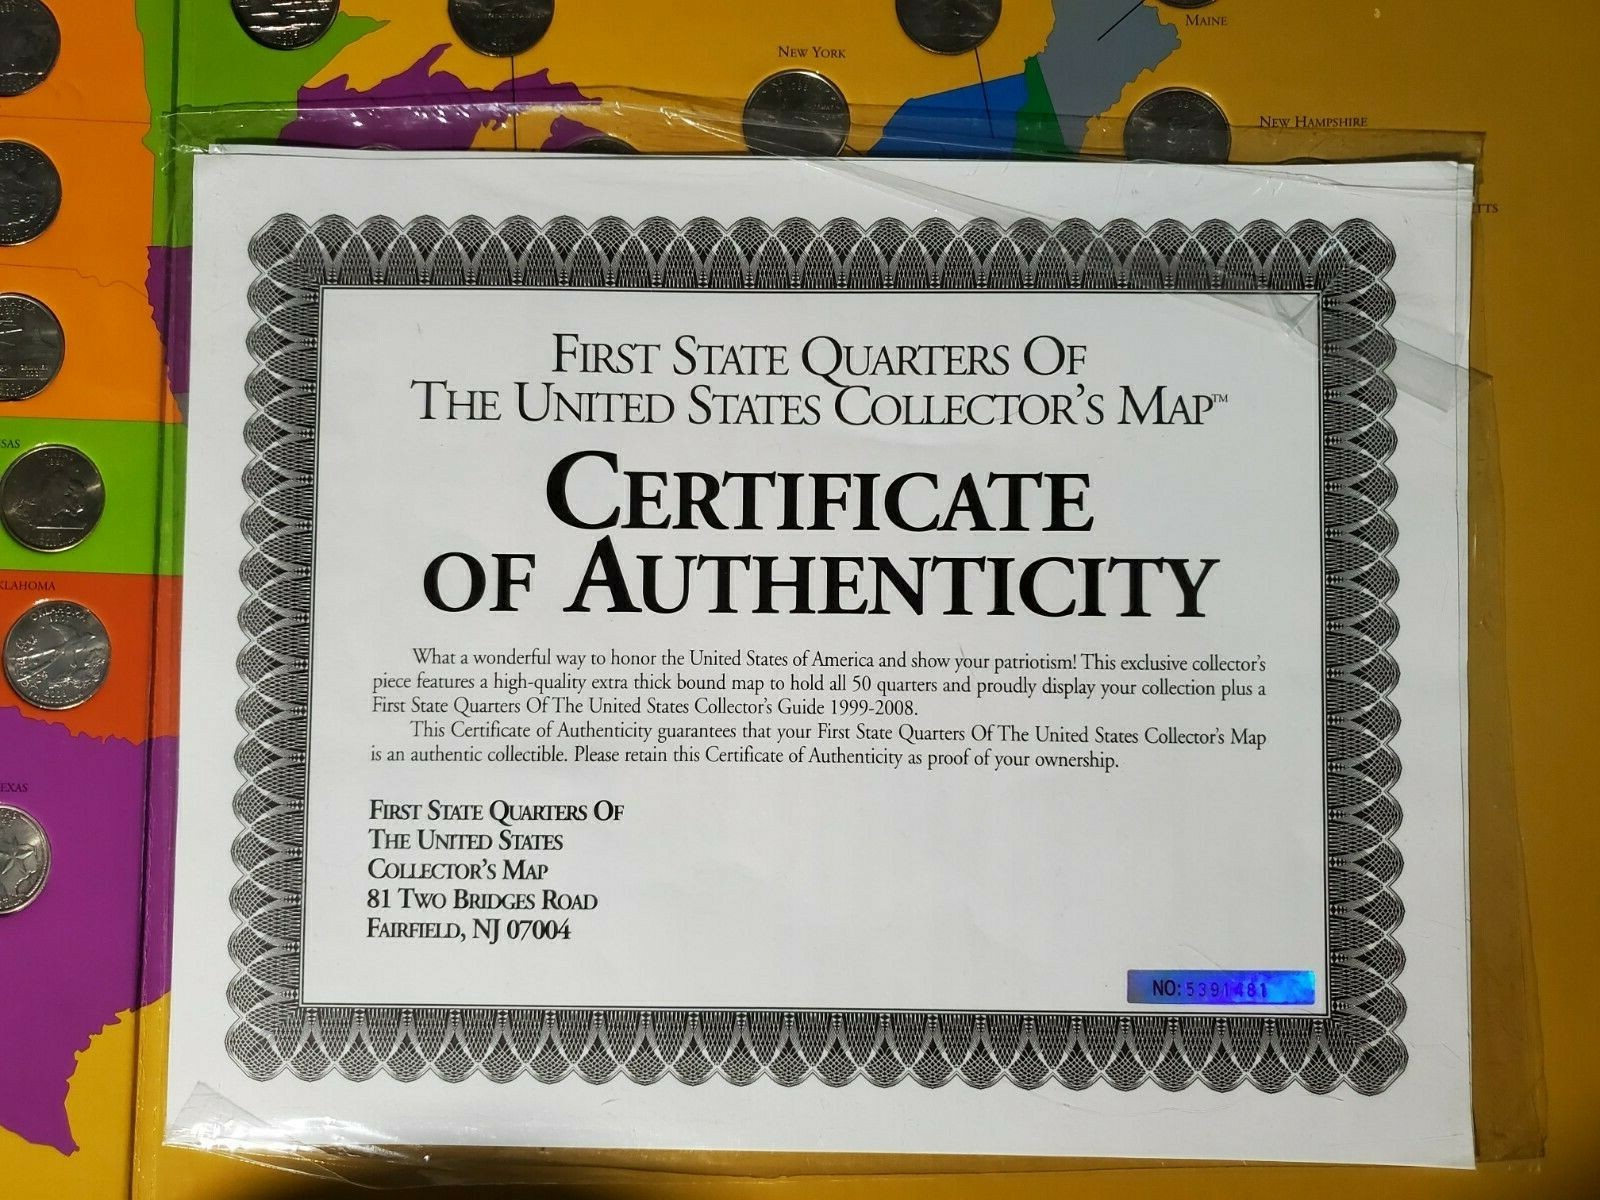 MAINE
NEW YORK
NEW HAMPSHIRE
FIRST STATE QUARTERS OF
THE UNITED STATES COLLECTOR'S MAP™
CERTIFICATE
OF AUTHENTICITY
What a wonderful way to honor the United States of America and show your patriotism! This exclusive collector's
piece features a high-quality extra thick bound map to hold all 50 quarters and proudly display your collection plus a
First State Quarters Of The United States Collector's Guide 1999-2008.
This Certificate of Authenticity guarantees that your First State Quarters Of The United States Collector's Map
is an authentic collectible. Please retain this Certificate of Authenticity as proof of your ownership.
FIRST STATE QUARTERS OF
THE UNITED STATES
COLLECTOR'S MAP
81 TWO BRIDGES ROAD
FAIRFIELD, NJ 07004
NO: 5391481